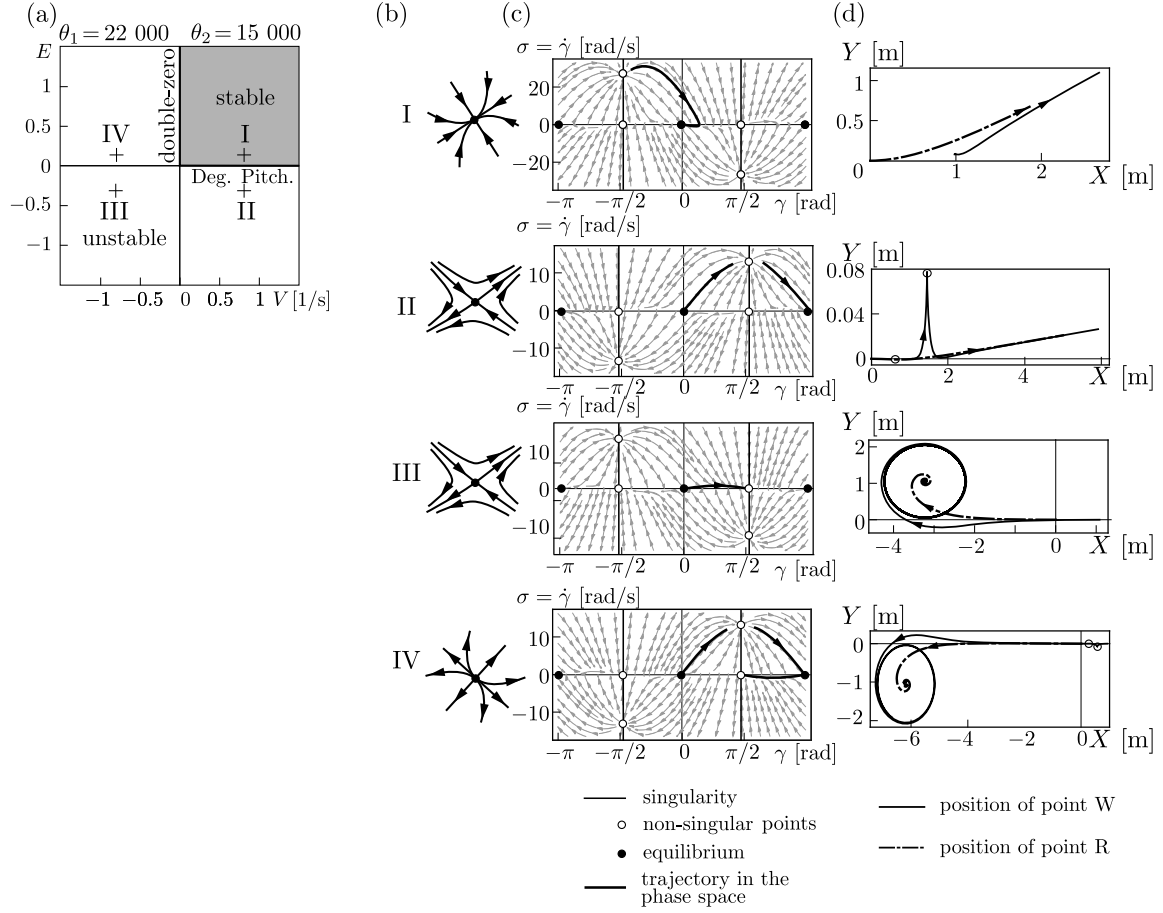 (a)
(b)
(c)
(d)
θ1 = 22 000
θ2 = 15 000
E
1
0.5
0
−0.5
−1
double-zero
stable
IV
I
Deg. Pitch.
III
II
unstable
−1
−0.5
0
0.5
1
V [1/s]
I
σ = γ̇ [rad/s]
20
0
−20
−π
−π/2
0
π/2
γ [rad]
Y [m]
1
0.5
0
1
2
X [m]
II
σ = γ̇ [rad/s]
10
0
−10
−π
−π/2
0
π/2
γ [rad]
Y [m]
0.08
0.04
0
0
2
4
6
X [m]
III
σ = γ̇ [rad/s]
10
0
−10
−π
−π/2
0
π/2
γ [rad]
Y [m]
2
1
0
−4
−2
0
X [m]
IV
σ = γ̇ [rad/s]
10
0
−10
−π
−π/2
0
π/2
γ [rad]
Y [m]
0
−1
−2
−6
−4
−2
0
X [m]
singularity
non-singular points
equilibrium
trajectory in the
phase space
position of point W
position of point R